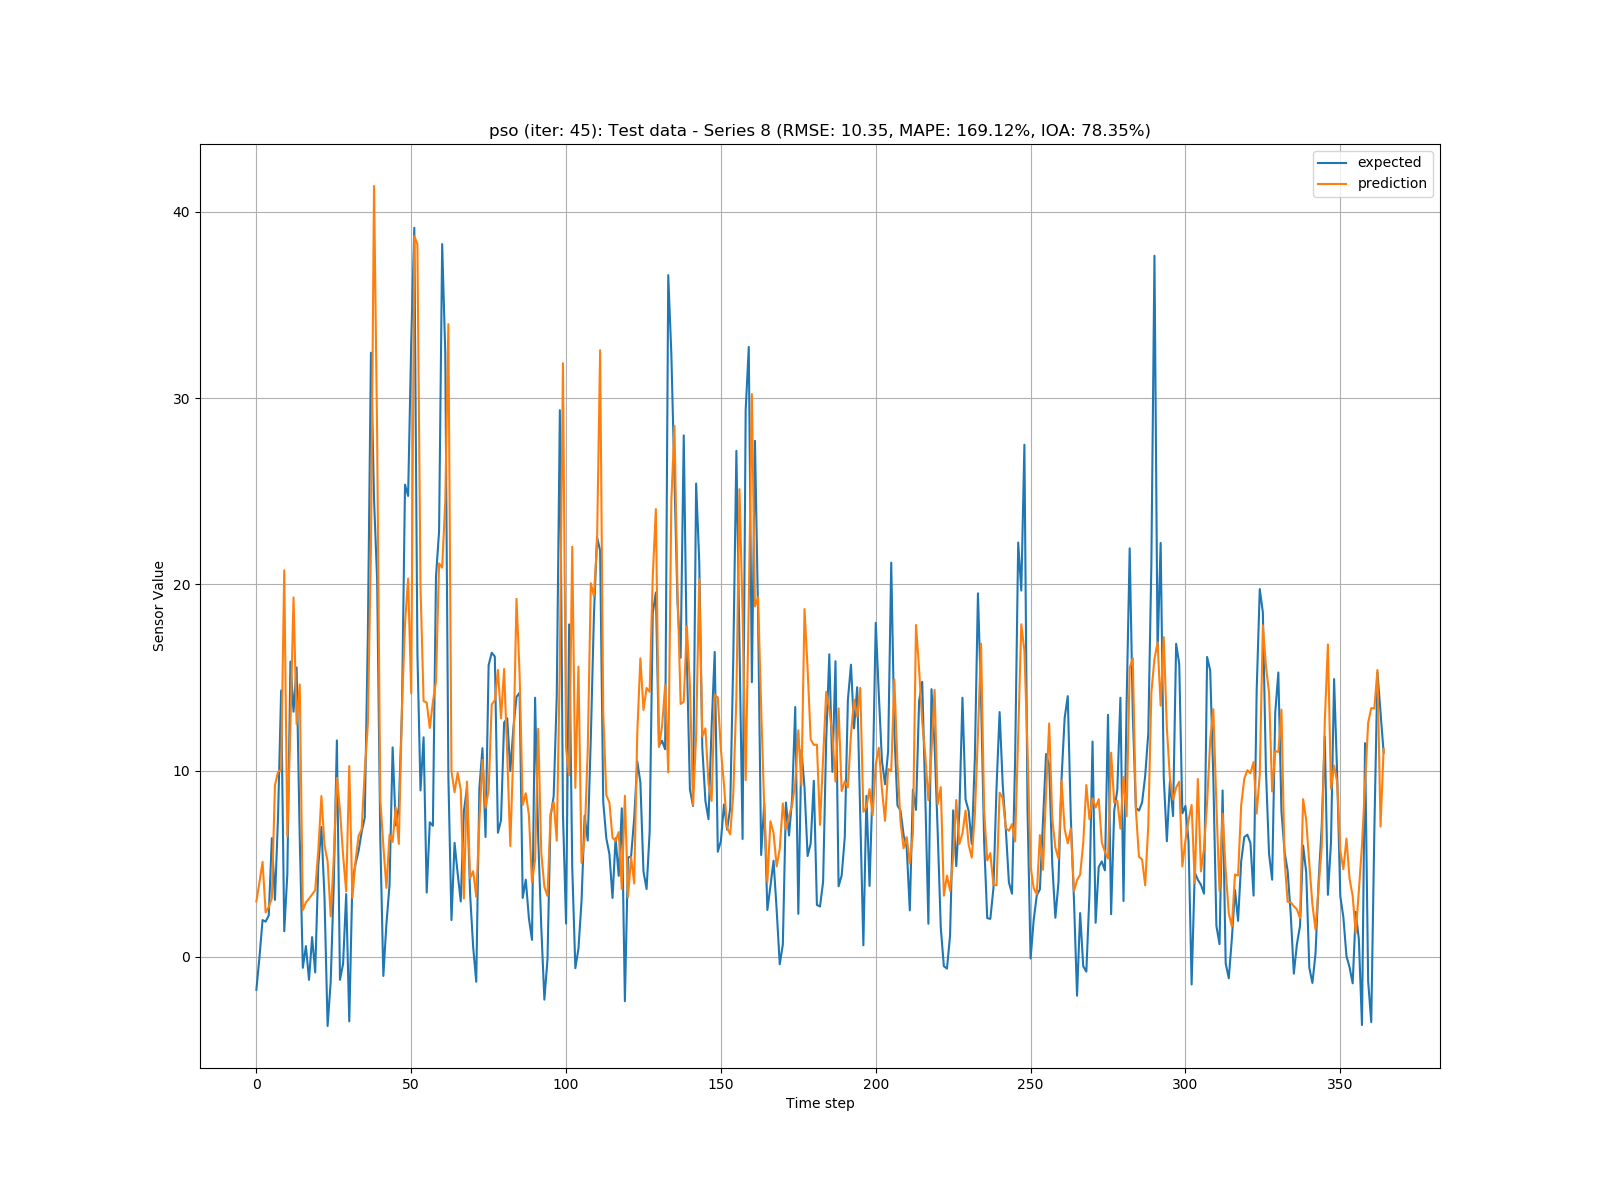 pso (iter: 45): Test data - Series 8 (RMSE: 10.35, MAPE: 169.12%, IOA: 78.35%)
expected
prediction
40
30
20
10
0
Sensor Value
0 50 100 150 200 250 300 350
Time step